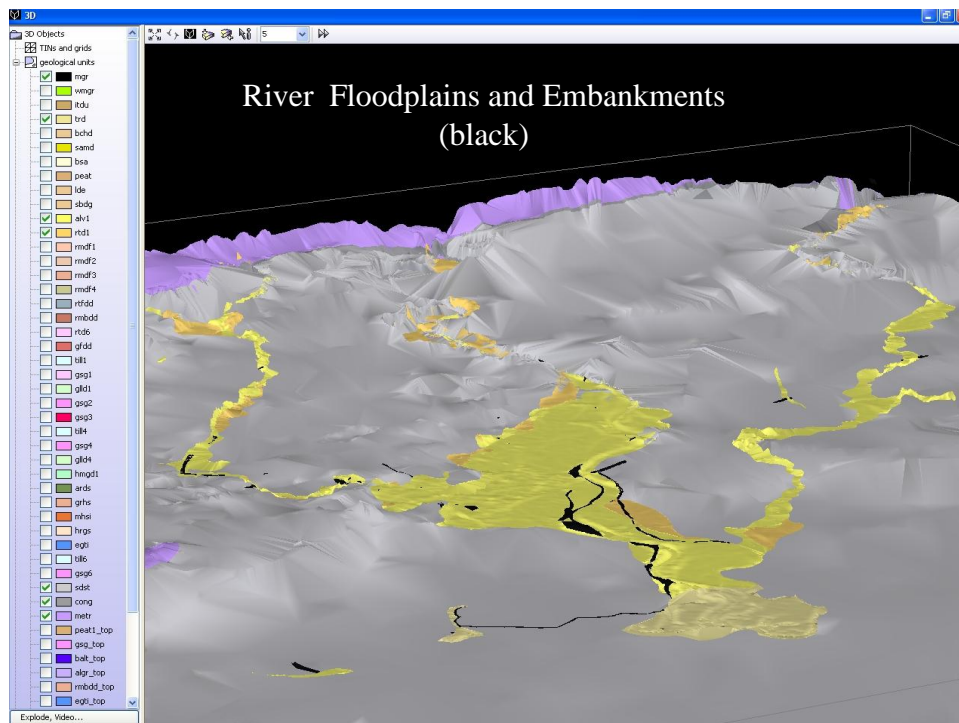 3D
3D Objects
5
TINs and grids
geological units
mgr
wmgr
itdu
trd
bchd
samd
bsa
peat
lde
sbdg
alv1
rtd1
rmdf1
rmdf2
rmdf3
rmdf4
rtfdd
rmbdd
rtd6
gfdd
till1
gsg1
glld1
gsg2
gsg3
till4
gsg4
glld4
hmgd1
ards
grhs
mhsi
hrgs
egti
till6
gsg6
sdst
cong
metr
peat1_top
gsg_top
balt_top
algr_top
rmbdd_top
egti_top
Explode, Video...
River Floodplains and Embankments
(black)